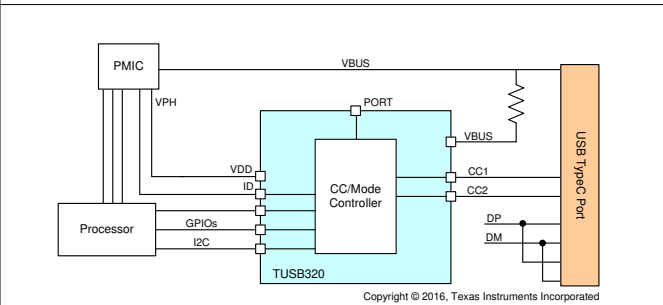 PMIC
VBUS
VPH
PORT
VBUS
VDD
CC1
ID
CC2
CC/Mode
Controller
USB TypeC Port
DP
Processor
GPIOs
DM
I2C
TUSB320
Copyright © 2016, Texas Instruments Incorporated